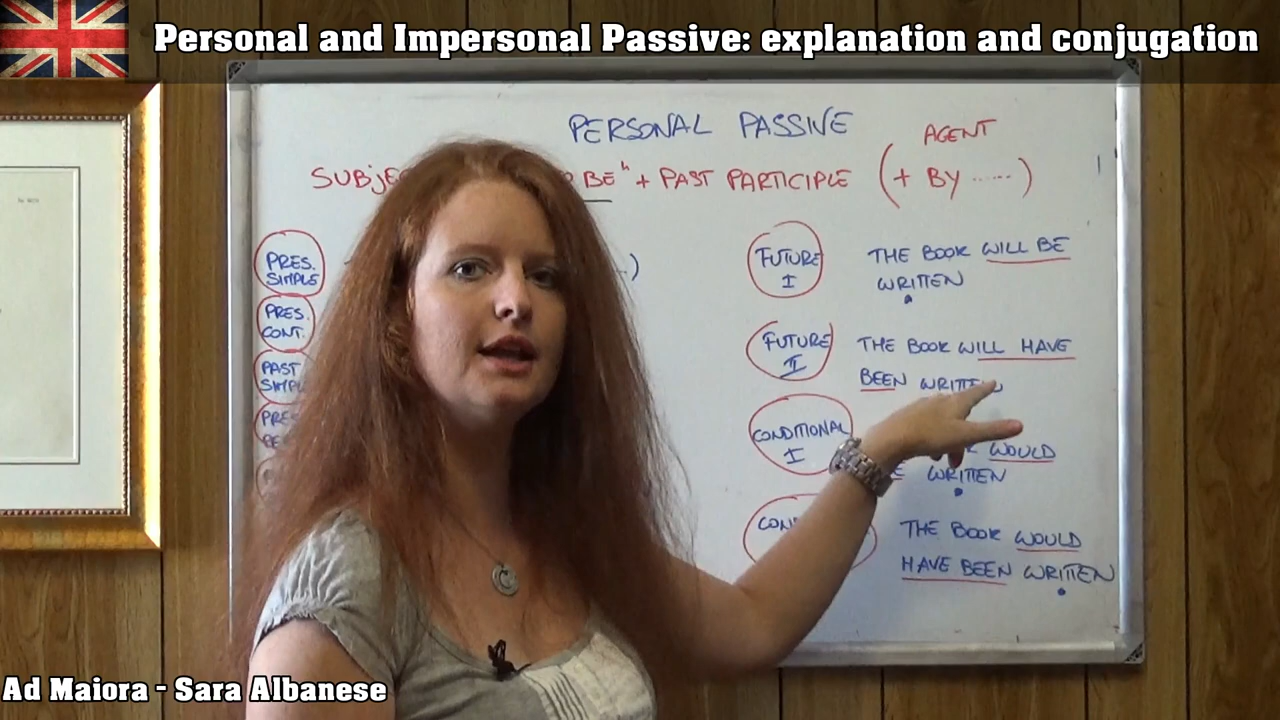 Personal and Impersonal Passive: explanation and conjugation
PERSONAL PASSIVE
AGENT
BE" + PAST PARTICIPLE (+ BY ......)
PRES.
SIMPLE
PRES.
CONT.
PAST
FUTURE
I
THE BOOK WILL BE
WRITTEN
FUTURE
II
THE BOOK WILL HAVE
BEEN WRITTEN
CONDITIONAL
I
WOULD
WRITTEN
THE BOOK WOULD
HAVE BEEN WRITTEN
Ad Maiora - Sara Albanese